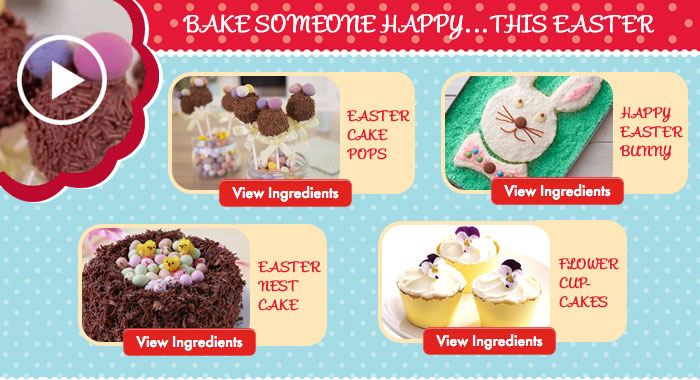 BAKE SOMEONE HAPPY...THIS EASTER
EASTER
CAKE
POPS
View Ingredients
HAPPY
EASTER
BUNNY
View Ingredients
EASTER
NEST
CAKE
View Ingredients
FLOWER
CUP-
CAKES
View Ingredients